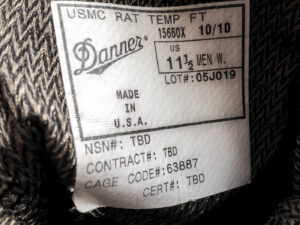 USMC RAT TEMP FT
15660X 10/10
Danner®
US
11½ MEN W.
LOT#: 05J019
MADE
IN
U.S.A.
NSN#: TBD
CONTRACT#: TBD
CAGE CODE#: 63887
CERT#: TBD